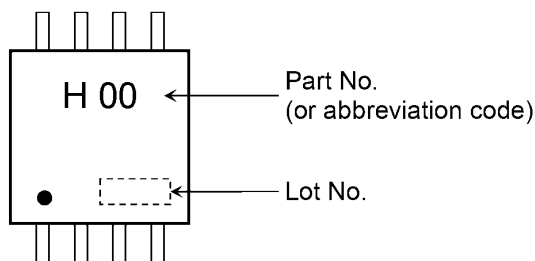 H 00
Part No.
(or abbreviation code)
Lot No.